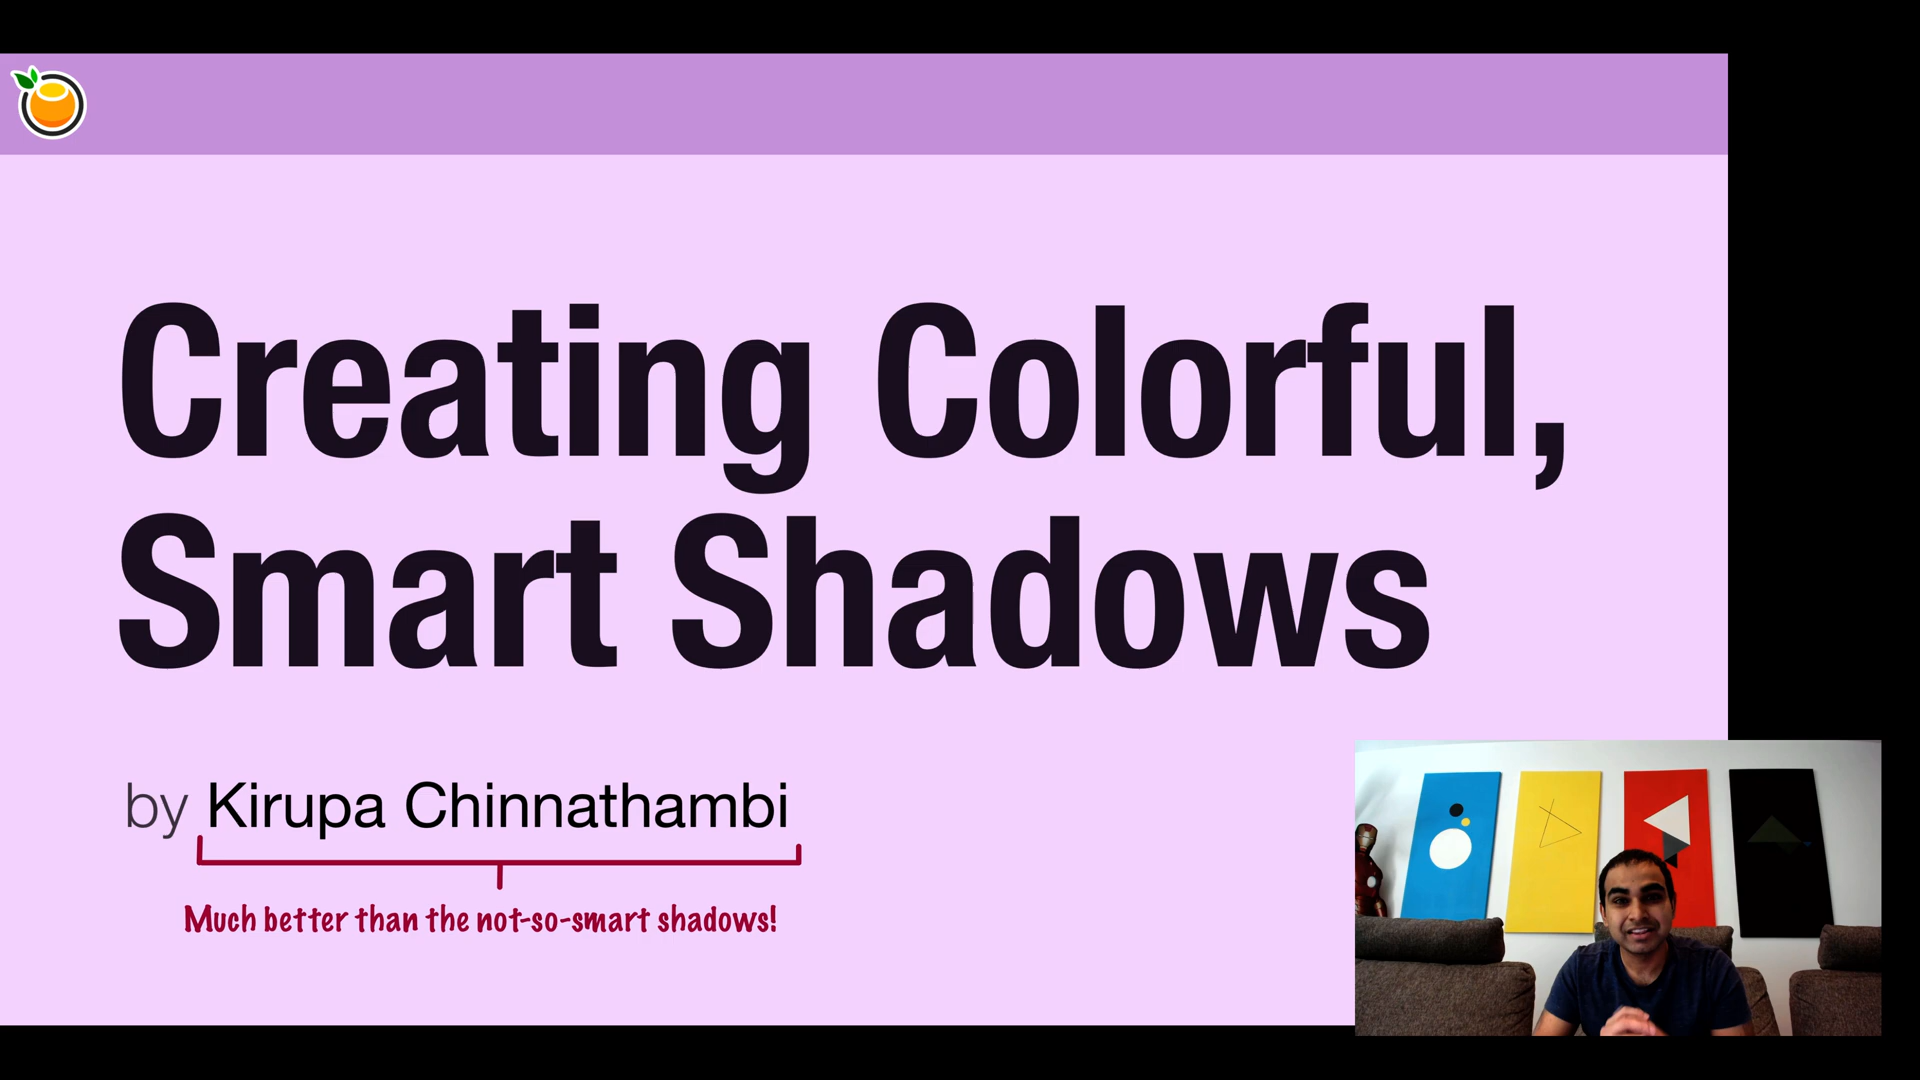 Creating Colorful,
Smart Shadows
by Kirupa Chinnathambi
Much better than the not-so-smart shadows!